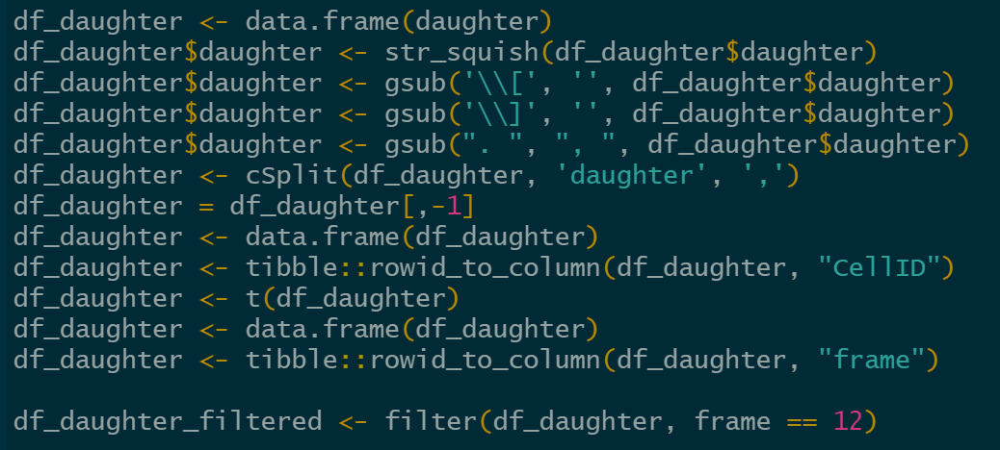 df_daughter <- data.frame(daughter)
df_daughter$daughter <- str_squish(df_daughter$daughter)
df_daughter$daughter <- gsub('\\[', '', df_daughter$daughter)
df_daughter$daughter <- gsub('\\]', '', df_daughter$daughter)
df_daughter$daughter <- gsub(". ", ", ", df_daughter$daughter)
df_daughter <- cSplit(df_daughter, 'daughter', ',')
df_daughter = df_daughter[,-1]
df_daughter <- data.frame(df_daughter)
df_daughter <- tibble::rowid_to_column(df_daughter, "CellID")
df_daughter <- t(df_daughter)
df_daughter <- data.frame(df_daughter)
df_daughter <- tibble::rowid_to_column(df_daughter, "frame")
df_daughter_filtered <- filter(df_daughter, frame == 12)